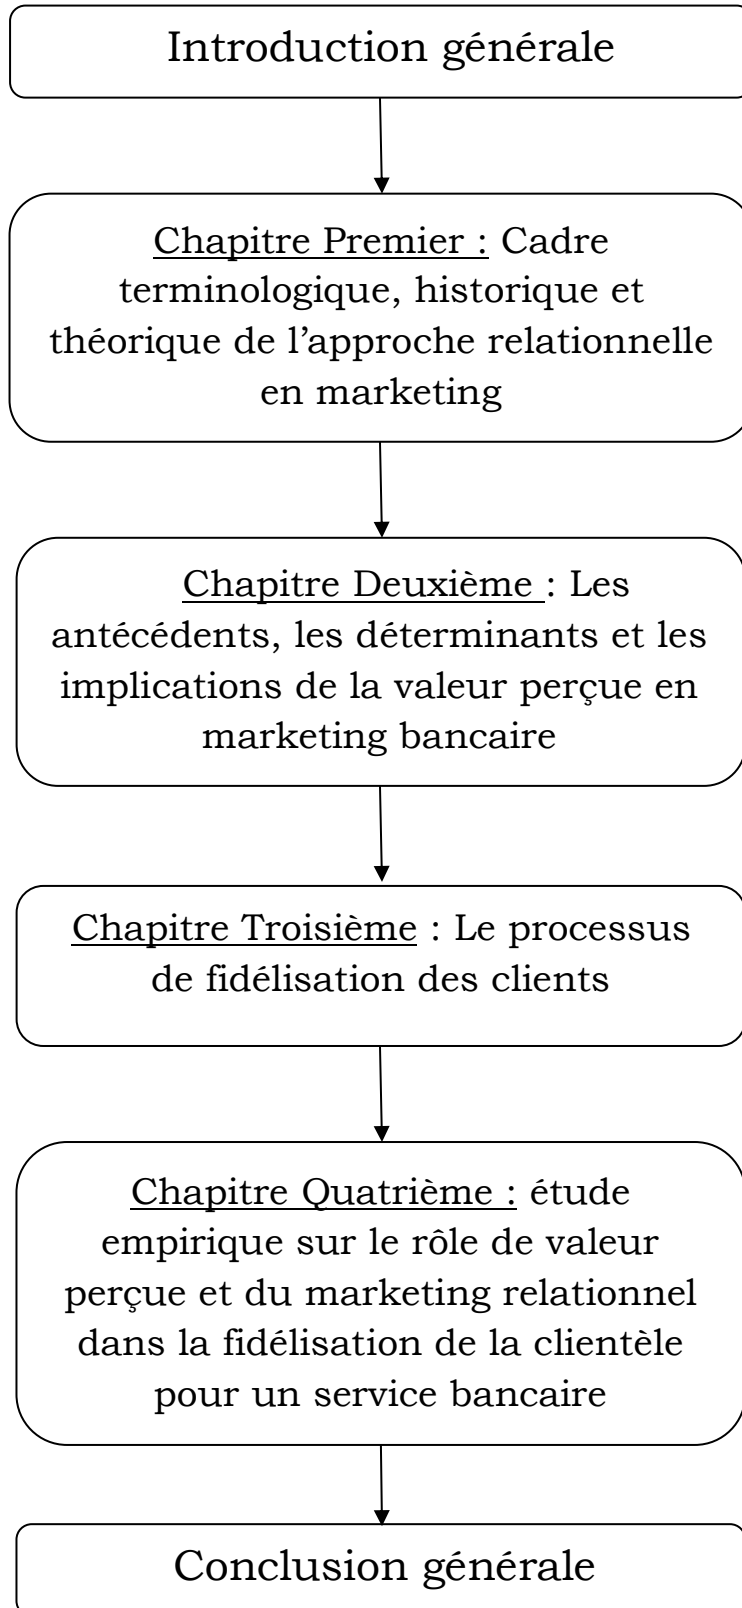 Introduction générale
Chapitre Premier : Cadre
terminologique, historique et
théorique de l’approche relationnelle
en marketing
Chapitre Deuxième : Les
antécédents, les déterminants et les
implications de la valeur perçue en
marketing bancaire
Chapitre Troisième : Le processus
de fidélisation des clients
Chapitre Quatrième : étude
empirique sur le rôle de valeur
perçue et du marketing relationnel
dans la fidélisation de la clientèle
pour un service bancaire
Conclusion générale